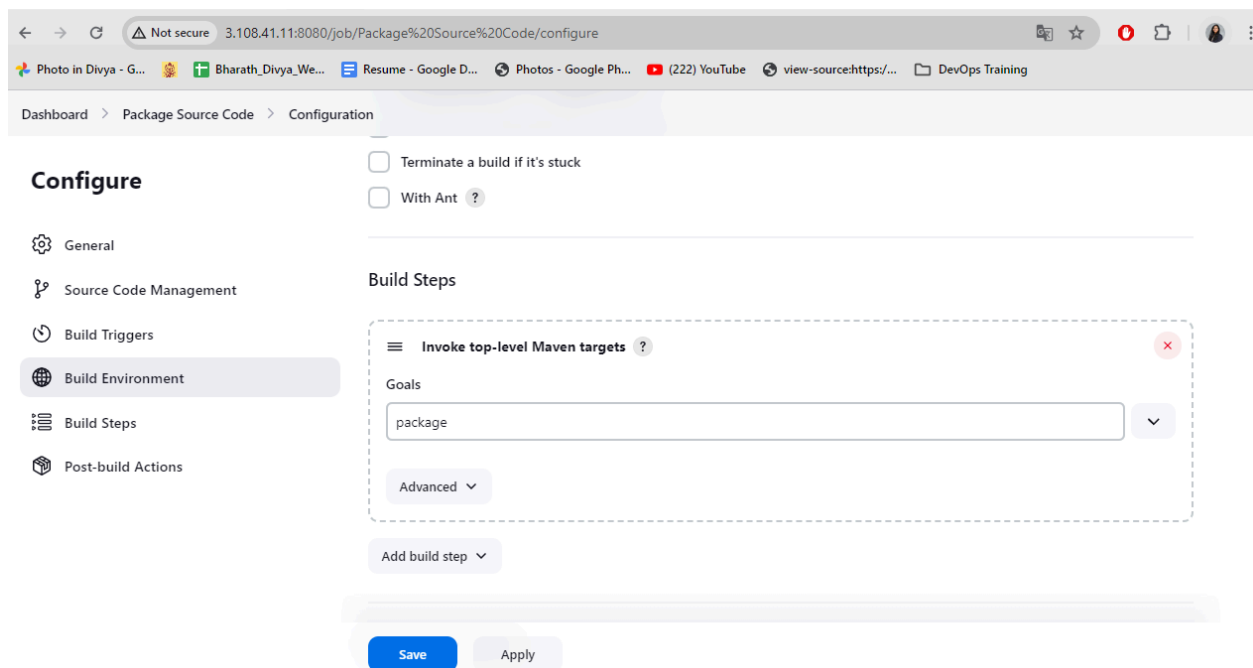 Not secure 3.108.41.11:8080/job/Package%20Source%20Code/configure
Photo in Divya - G... Bharath_Divya_We... Resume - Google D... Photos - Google Ph... (222) YouTube view-source:https:/... DevOps Training
Dashboard > Package Source Code > Configuration
Configure
General
Source Code Management
Build Triggers
Build Environment
Build Steps
Post-build Actions
Terminate a build if it's stuck
With Ant ?
Build Steps
Invoke top-level Maven targets ?
Goals
package
Advanced
Add build step
Save Apply